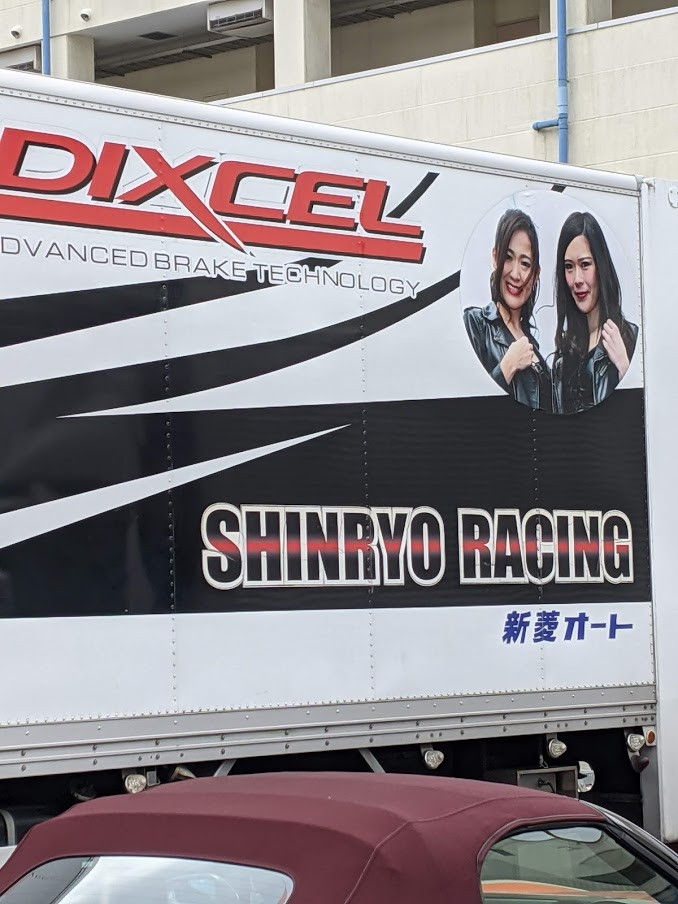 DIXCEL
DVANCED BRAKE TECHNOLOGY
SHINRYO RACING
新菱オート